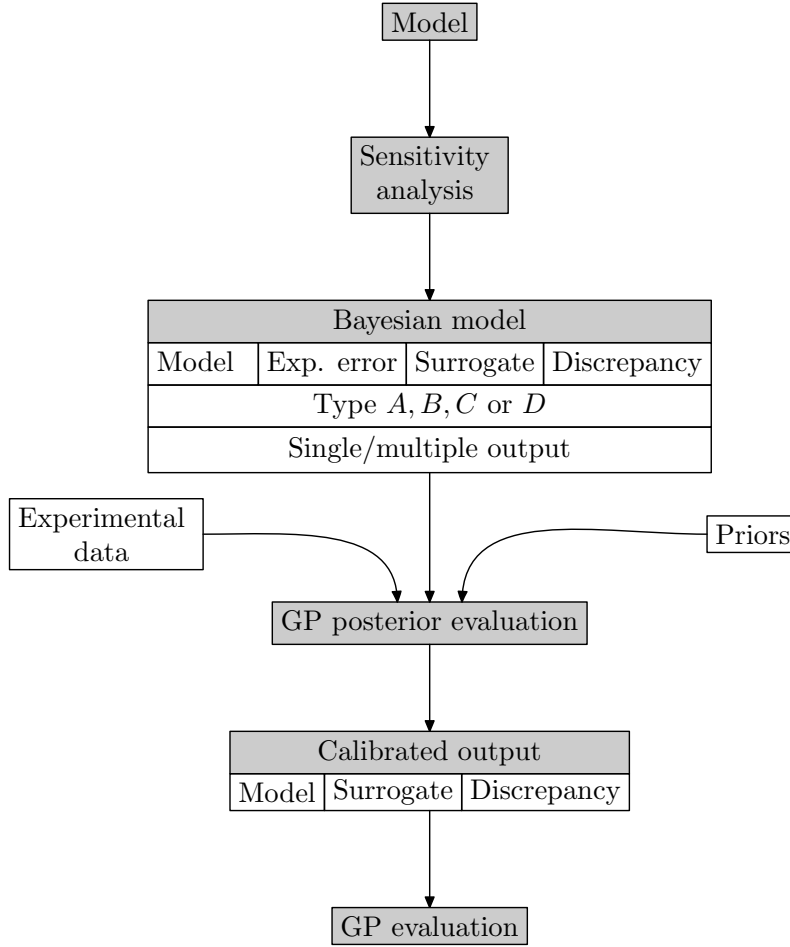 Model
Sensitivity
analysis
Bayesian model
Model
Exp. error
Surrogate
Discrepancy
Type A, B, C or D
Single/multiple output
Experimental
data
Priors
GP posterior evaluation
Calibrated output
Model
Surrogate
Discrepancy
GP evaluation